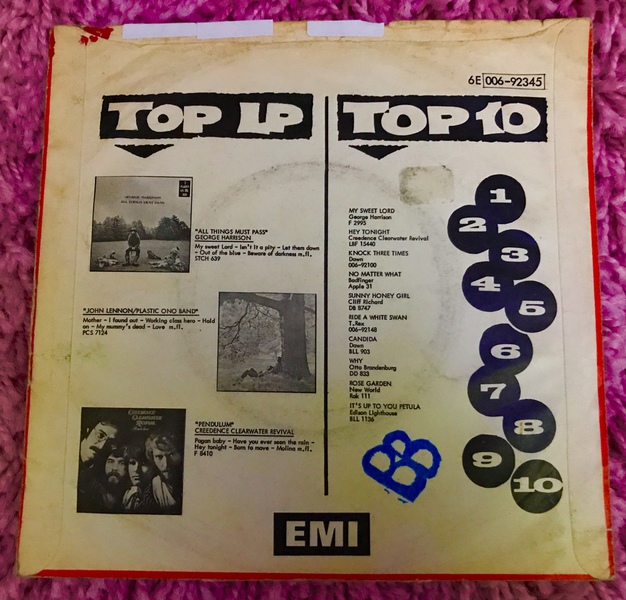 6E 006-92345
TOP LP
TOP 10
"ALL THINGS MUST PASS"
GEORGE HARRISON
My sweet Lord – Isn't it a pity – Let them down
– Out of the blue – Beware of darkness m.fl.
STCH 639
"JOHN LENNON/PLASTIC ONO BAND"
Mother – I found out – Working class hero – Hold
on – My mummy's dead – Love m.fl.
PCS 7124
CREEDENCE
CLEARWATER
REVIVAL
"PENDULUM"
CREEDENCE CLEARWATER REVIVAL
Pagan baby – Have you ever seen the rain –
Hey tonight – Born to move – Molina m.fl.
F 8410
MY SWEET LORD
George Harrison
F 2995
HEY TONIGHT
Creedence Clearwater Revival
LBF 15440
KNOCK THREE TIMES
Dawn
006-92100
NO MATTER WHAT
Badfinger
Apple 31
SUNNY HONEY GIRL
Cliff Richard
DB 8747
RIDE A WHITE SWAN
T.Rex
006-92148
CANDIDA
Dawn
BLL 903
WHY
Otto Brandenburg
DD 833
ROSE GARDEN
New World
Rak 111
IT'S UP TO YOU PETULA
Edison Lighthouse
BLL 1136
1
2
3
4
5
6
7
8
9
10
BB
EMI